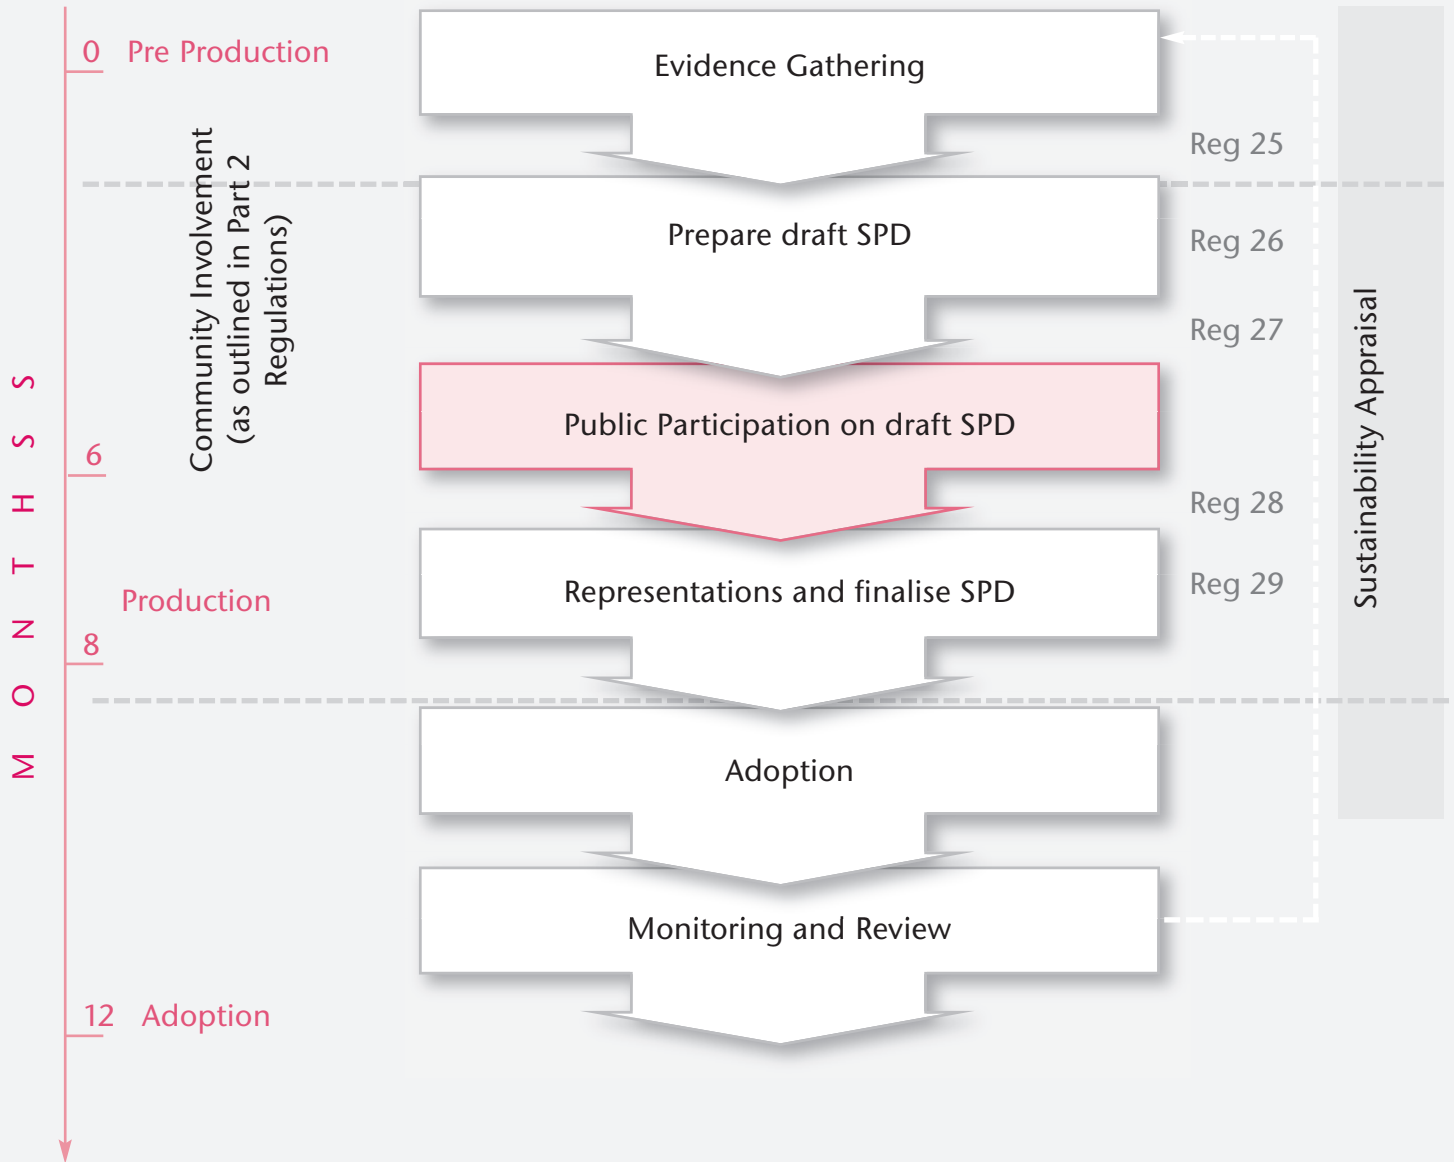 0 Pre Production
Evidence Gathering
Reg 25
Community Involvement
(as outlined in Part 2
Regulations)
Prepare draft SPD
Reg 26
Reg 27
Public Participation on draft SPD
6
Reg 28
Representations and finalise SPD
Reg 29
Production
8
Adoption
Monitoring and Review
12 Adoption
MONTHSS
Sustainability Appraisal